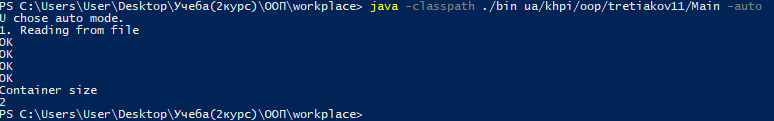 PS C:\Users\User\Desktop\Учеба(2курс)\ООП\workplace> java -classpath ./bin ua/khpi/oop/tretiakov11/Main -auto
U chose auto mode.
1. Reading from file
OK
OK
OK
OK
Container size
2
PS C:\Users\User\Desktop\Учеба(2курс)\ООП\workplace>